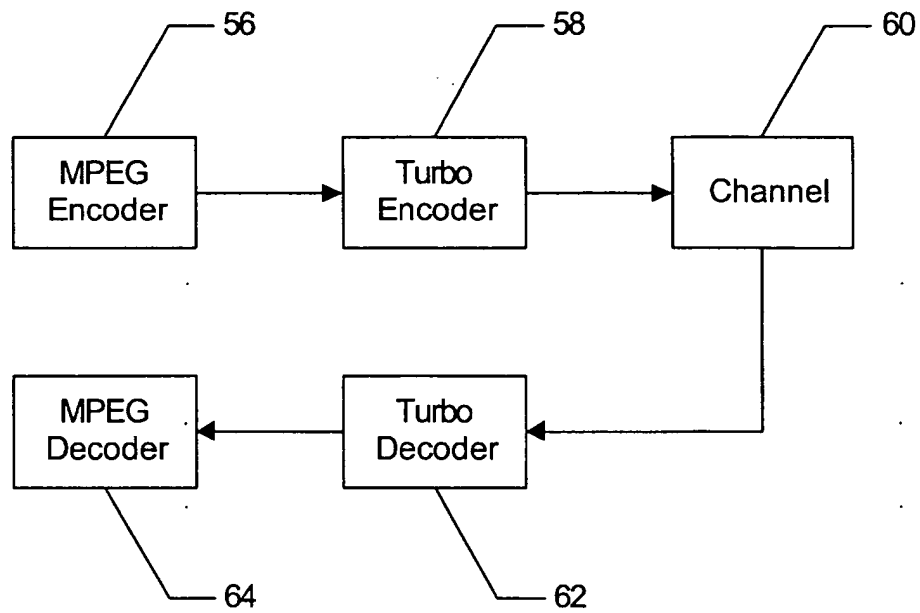 56
58
60
MPEG
Encoder
Turbo
Encoder
Channel
MPEG
Decoder
Turbo
Decoder
64
62